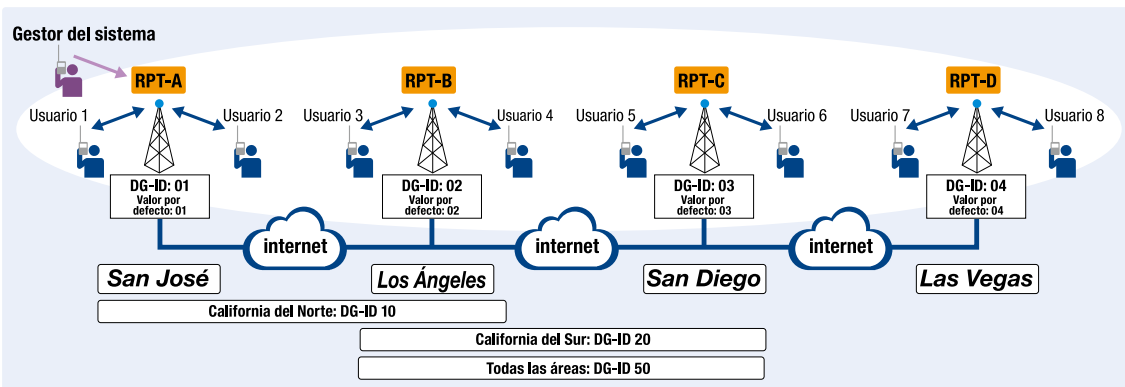 Gestor del sistema
RPT-A
RPT-B
RPT-C
RPT-D
Usuario 1
Usuario 2
Usuario 3
Usuario 4
Usuario 5
Usuario 6
Usuario 7
Usuario 8
DG-ID: 01
Valor por
defecto: 01
DG-ID: 02
Valor por
defecto: 02
DG-ID: 03
Valor por
defecto: 03
DG-ID: 04
Valor por
defecto: 04
internet
internet
internet
San José
Los Ángeles
San Diego
Las Vegas
California del Norte: DG-ID 10
California del Sur: DG-ID 20
Todas las áreas: DG-ID 50